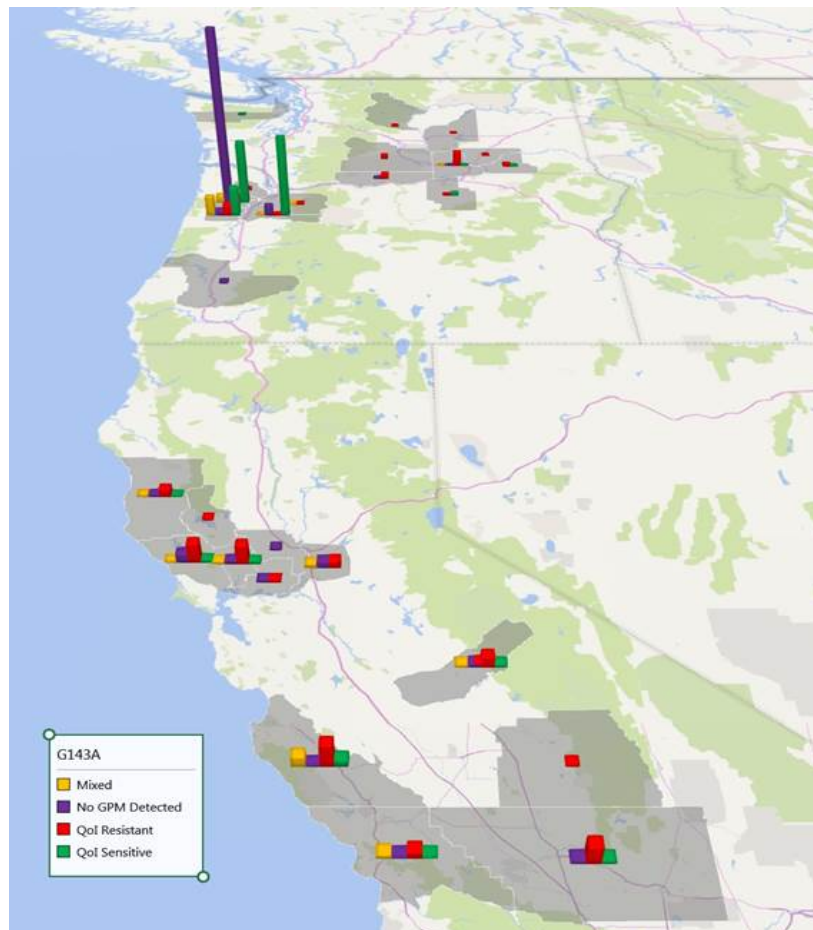 G143A
Mixed
No GPM Detected
QoI Resistant
QoI Sensitive